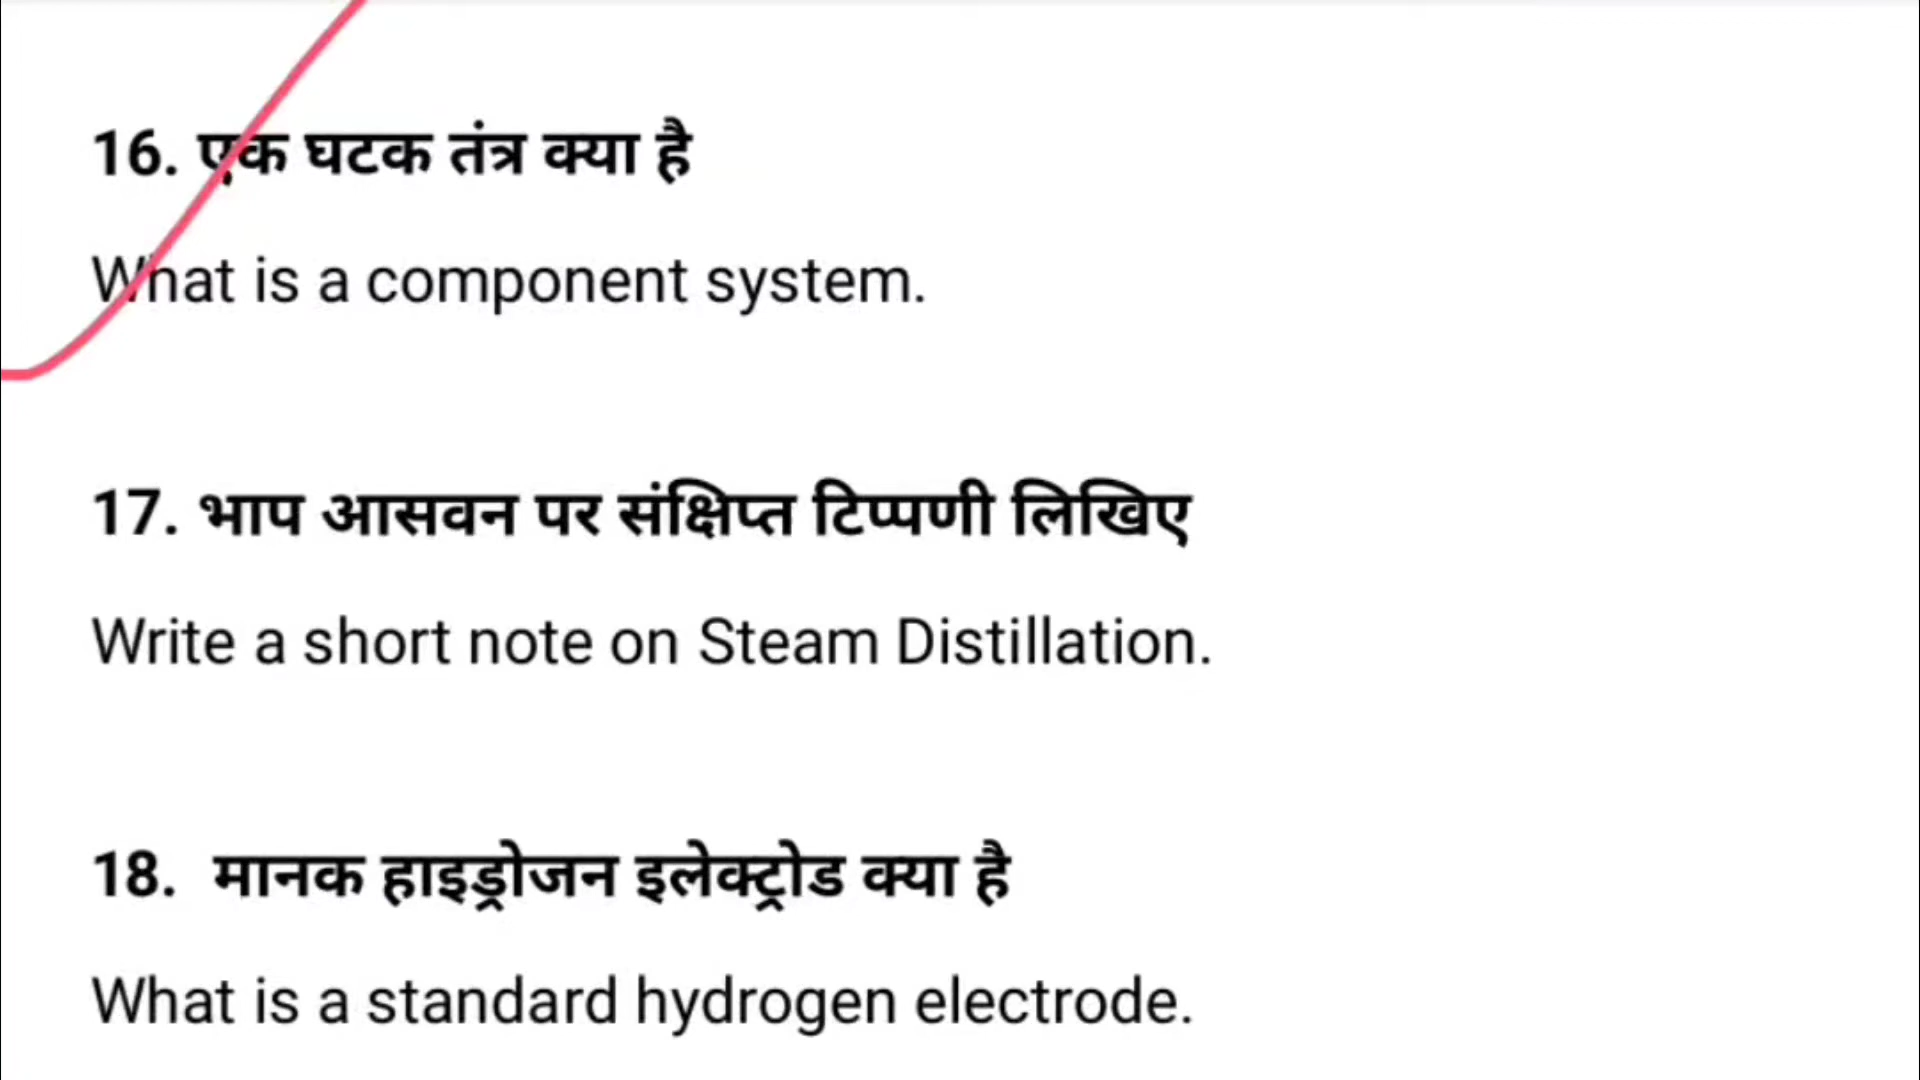 16. एक घटक तंत्र क्या है
What is a component system.
17. भाप आसवन पर संक्षिप्त टिप्पणी लिखिए
Write a short note on Steam Distillation.
18. मानक हाइड्रोजन इलेक्ट्रोड क्या है
What is a standard hydrogen electrode.